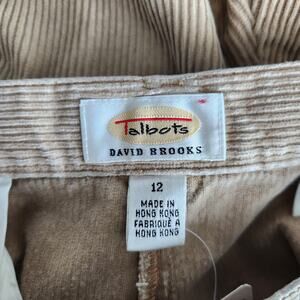 Talbots
DAVID BROOKS
12
MADE IN
HONG KONG
FABRIQUÉ À
HONG KONG